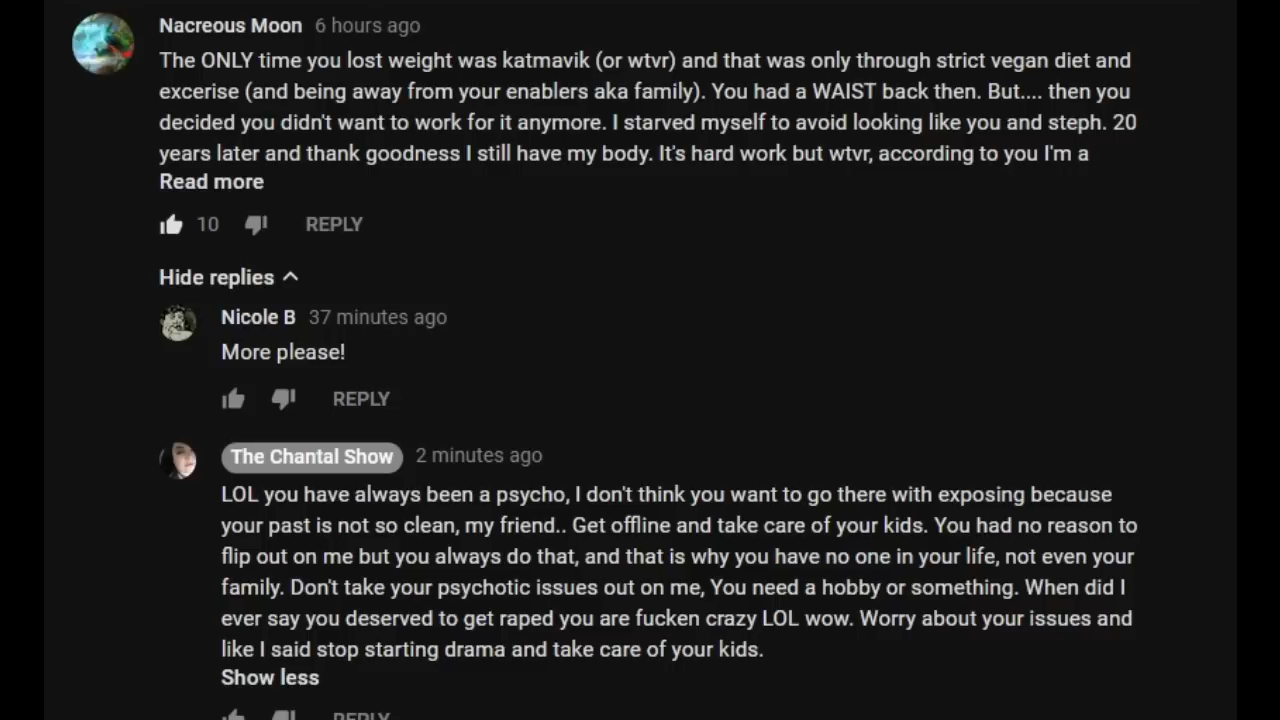 Nacreous Moon 6 hours ago
The ONLY time you lost weight was katmavik (or wtvr) and that was only through strict vegan diet and
excerise (and being away from your enablers aka family). You had a WAIST back then. But.... then you
decided you didn't want to work for it anymore. I starved myself to avoid looking like you and steph. 20
years later and thank goodness I still have my body. It's hard work but wtvr, according to you I'm a
Read more
10 REPLY
Hide replies
Nicole B 37 minutes ago
More please!
REPLY
The Chantal Show 2 minutes ago
LOL you have always been a psycho, I don't think you want to go there with exposing because
your past is not so clean, my friend.. Get offline and take care of your kids. You had no reason to
flip out on me but you always do that, and that is why you have no one in your life, not even your
family. Don't take your psychotic issues out on me, You need a hobby or something. When did I
ever say you deserved to get raped you are fucken crazy LOL wow. Worry about your issues and
like I said stop starting drama and take care of your kids.
Show less
REPLY